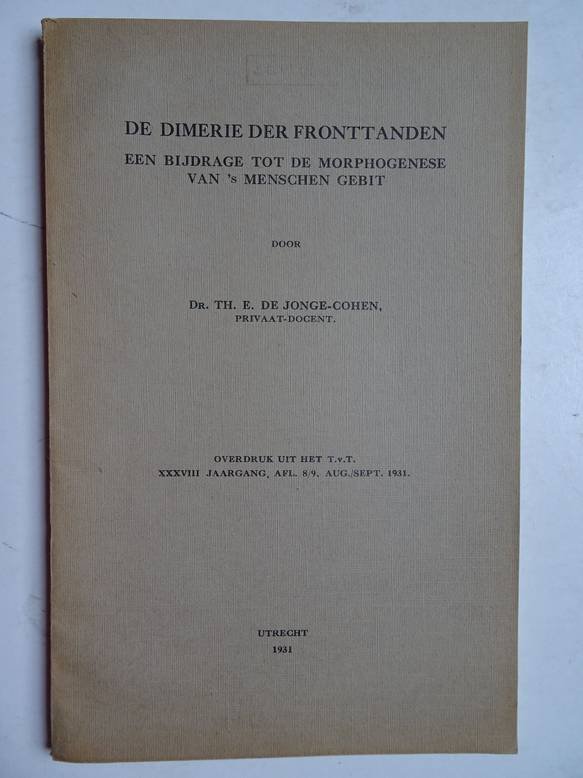 DE DIMERIE DER FRONTTANDEN
EEN BIJDRAGE TOT DE MORPHOGENESE
VAN 's MENSCHEN GEBIT
DOOR
DR. TH. E. DE JONGE-COHEN,
PRIVAAT-DOCENT.
OVERDRUK UIT HET T.v.T.
XXXVIII JAARGANG, AFL. 8/9, AUG./SEPT. 1931.
UTRECHT
1931